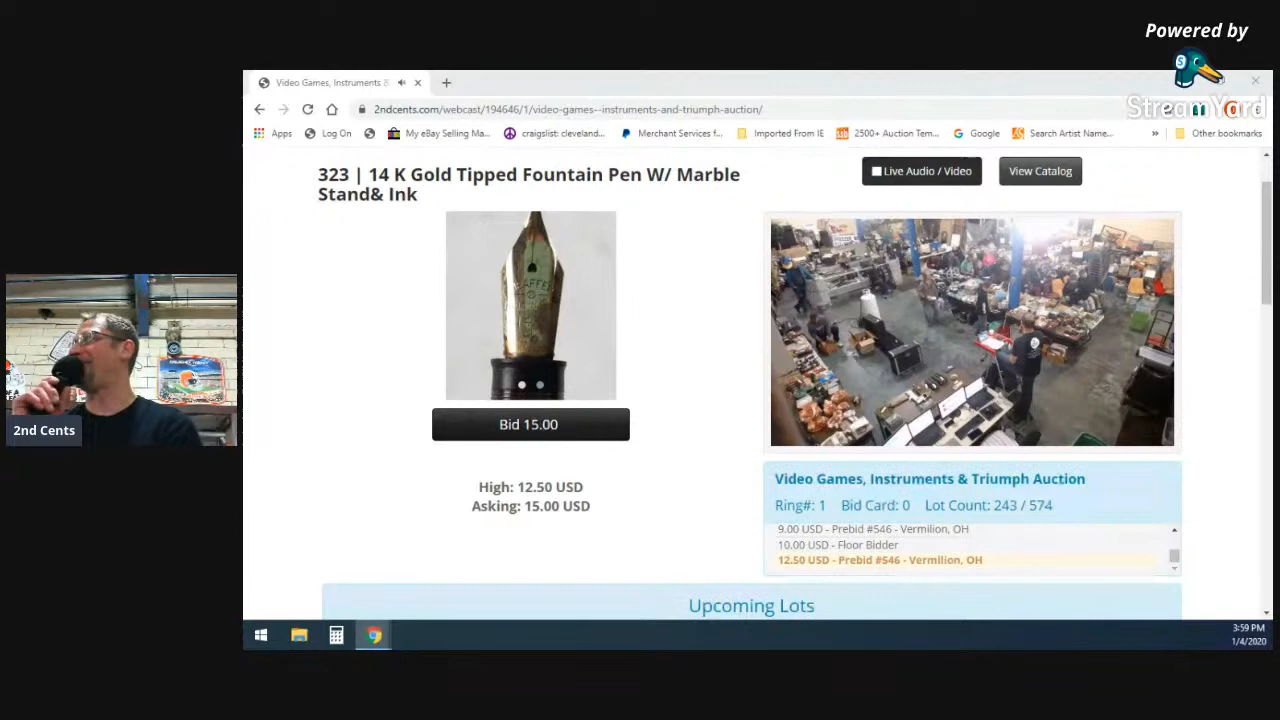 Powered by
StreamYard
Video Games, Instruments &
2ndcents.com/webcast/194646/1/video-games--instruments-and-triumph-auction/
Apps
Log On
My eBay Selling Ma...
craigslist: cleveland...
Merchant Services f...
Imported From IE
2500+ Auction Tem...
Google
Search Artist Name...
»
Other bookmarks
323 | 14 K Gold Tipped Fountain Pen W/ Marble
Stand& Ink
Live Audio / Video
View Catalog
Bid 15.00
High: 12.50 USD
Asking: 15.00 USD
2nd Cents
Video Games, Instruments & Triumph Auction
Ring#: 1 Bid Card: 0 Lot Count: 243 / 574
9.00 USD - Prebid #546 - Vermilion, OH
10.00 USD - Floor Bidder
12.50 USD - Prebid #546 - Vermilion, OH
Upcoming Lots
3:59 PM
1/4/2020